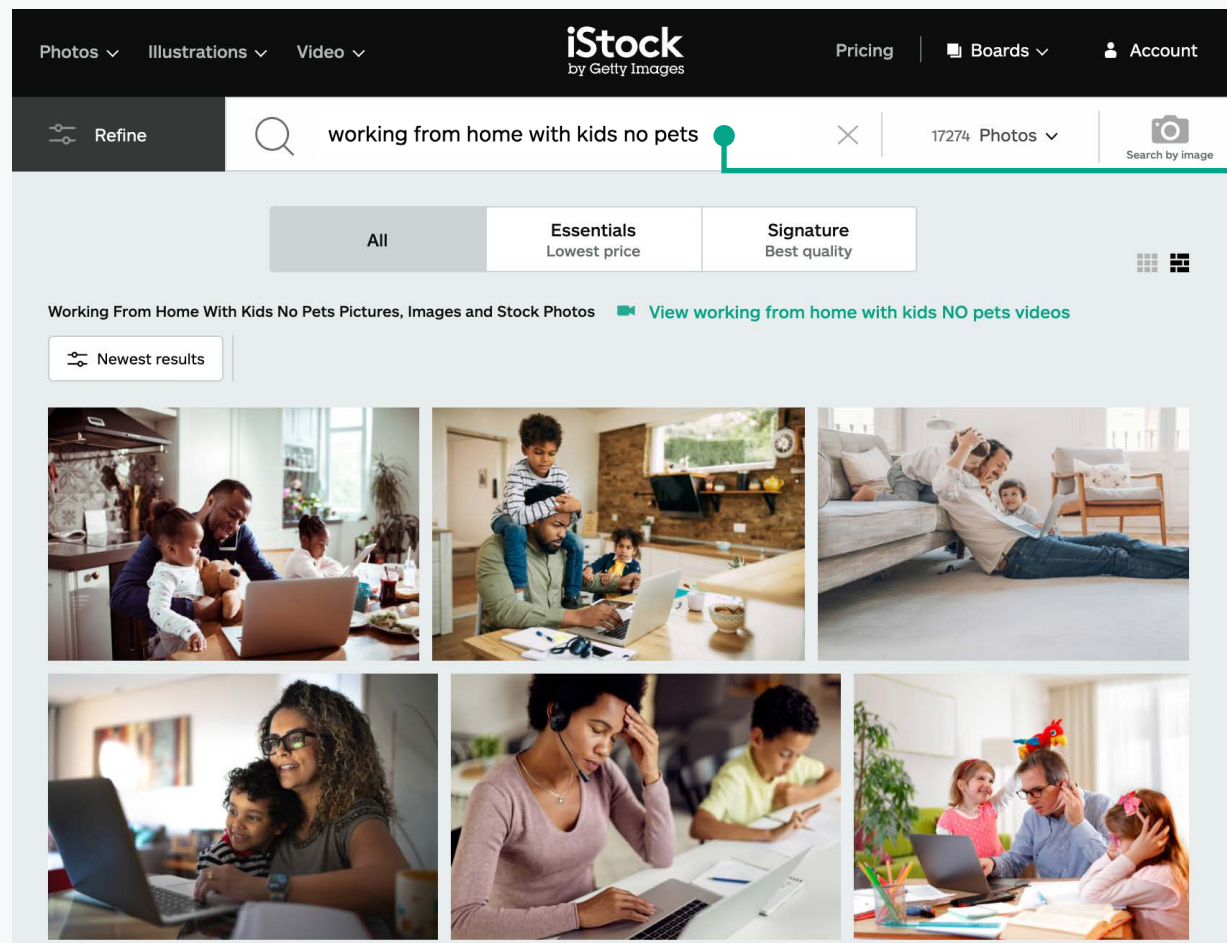 Photos
Illustrations
Video
iStock
by Getty Images
Pricing
Boards
Account
Refine
working from home with kids no pets
17274 Photos
Search by image
All
Essentials
Lowest price
Signature
Best quality
Working From Home With Kids No Pets Pictures, Images and Stock Photos
View working from home with kids NO pets videos
Newest results